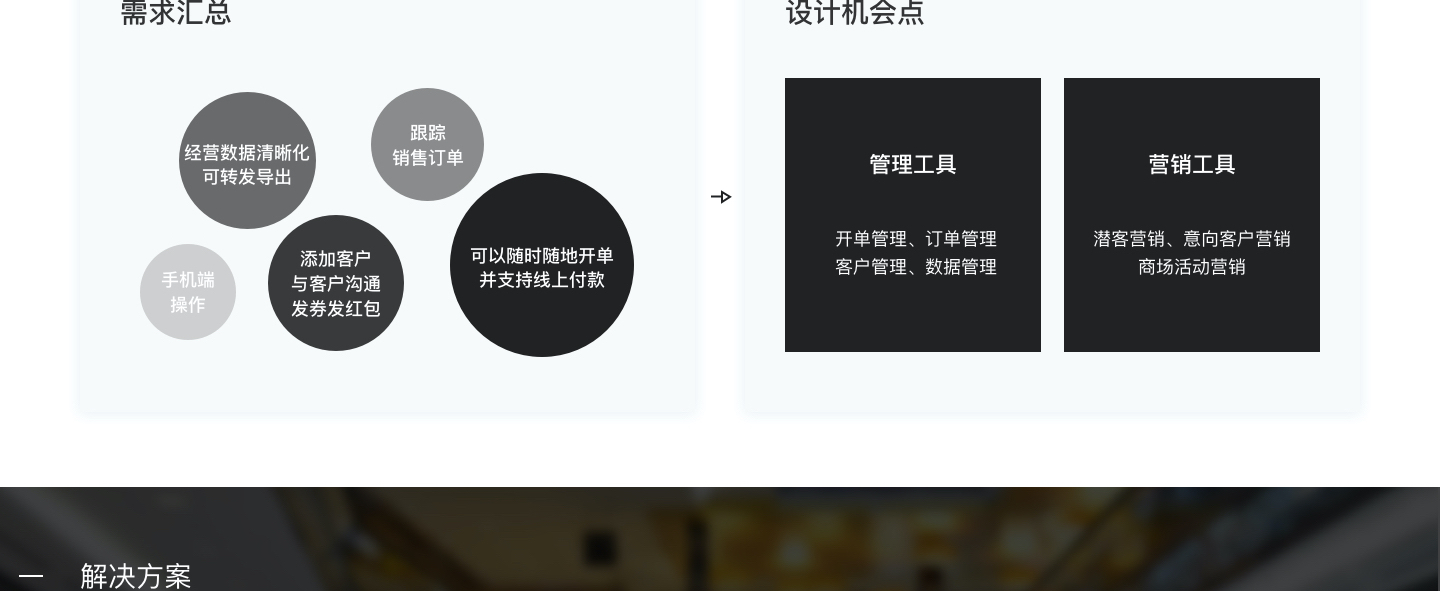 需求汇总
设计机会点
经营数据清晰化
可转发导出
跟踪
销售订单
手机端
操作
添加客户
与客户沟通
发券发红包
可以随时随地开单
并支持线上付款
管理工具
开单管理、订单管理
客户管理、数据管理
营销工具
潜客营销、意向客户营销
商场活动营销
解决方案